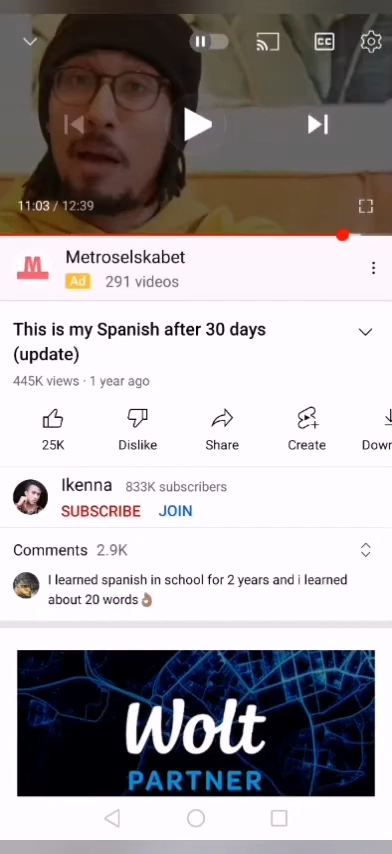 CC
11:03 / 12:39
M
Metroselskabet
Ad 291 videos
This is my Spanish after 30 days
(update)
445K views · 1 year ago
25K Dislike Share Create Down
Ikenna 833K subscribers
SUBSCRIBE JOIN
Comments 2.9K
I learned spanish in school for 2 years and i learned
about 20 words👌🏽
Wolt
PARTNER